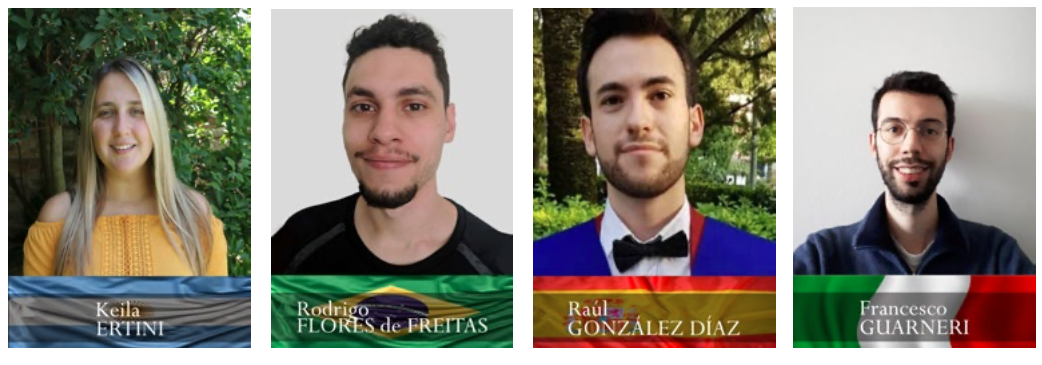 Keila
ERTINI
Rodrigo
FLORES de FREITAS
Raúl
GONZÁLEZ DÍAZ
Francesco
GUARNERI